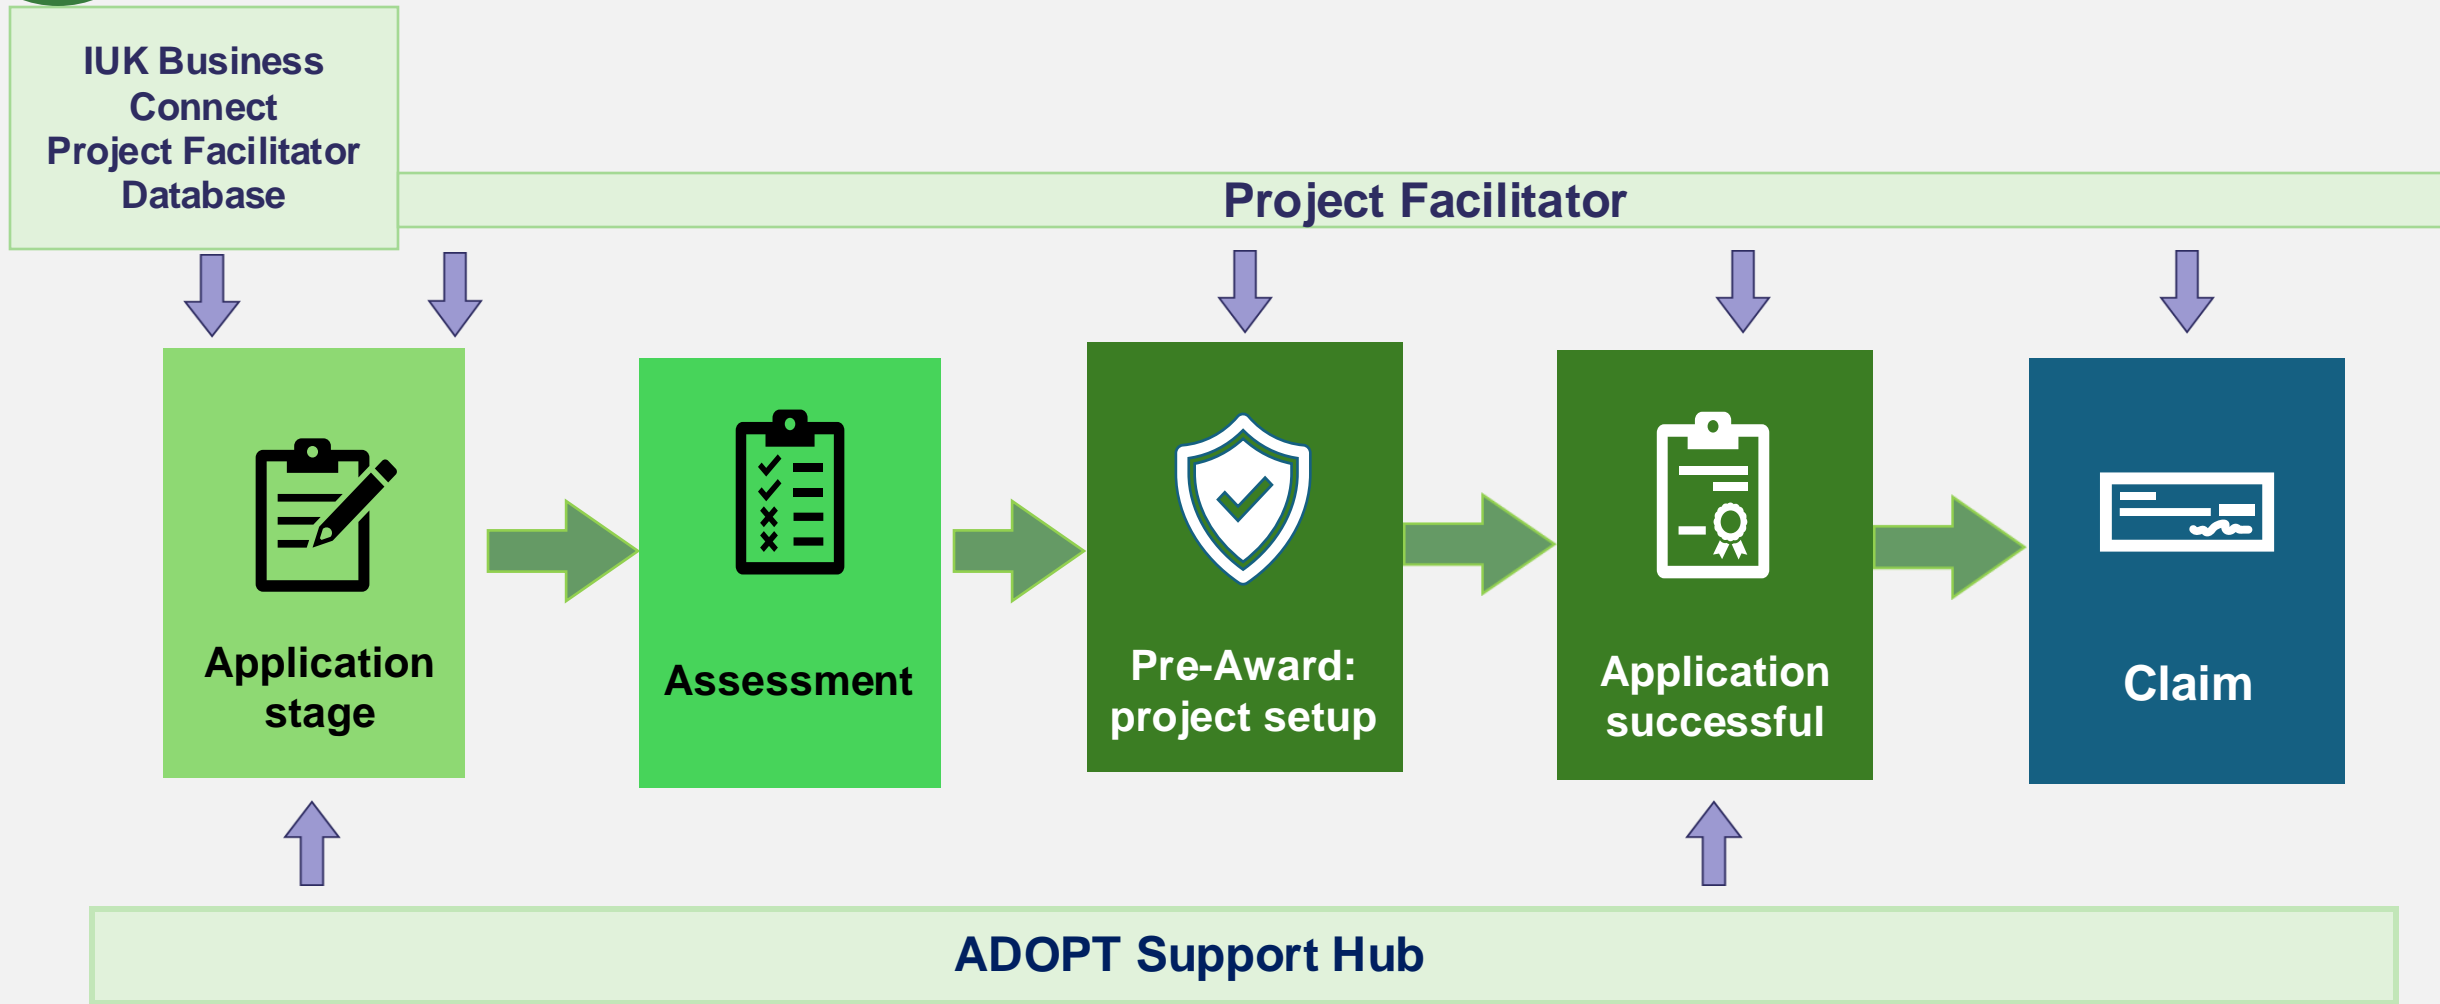 IUK Business
Connect
Project Facilitator
Database
Project Facilitator
Application
stage
Assessment
Pre-Award:
project setup
Application
successful
Claim
ADOPT Support Hub